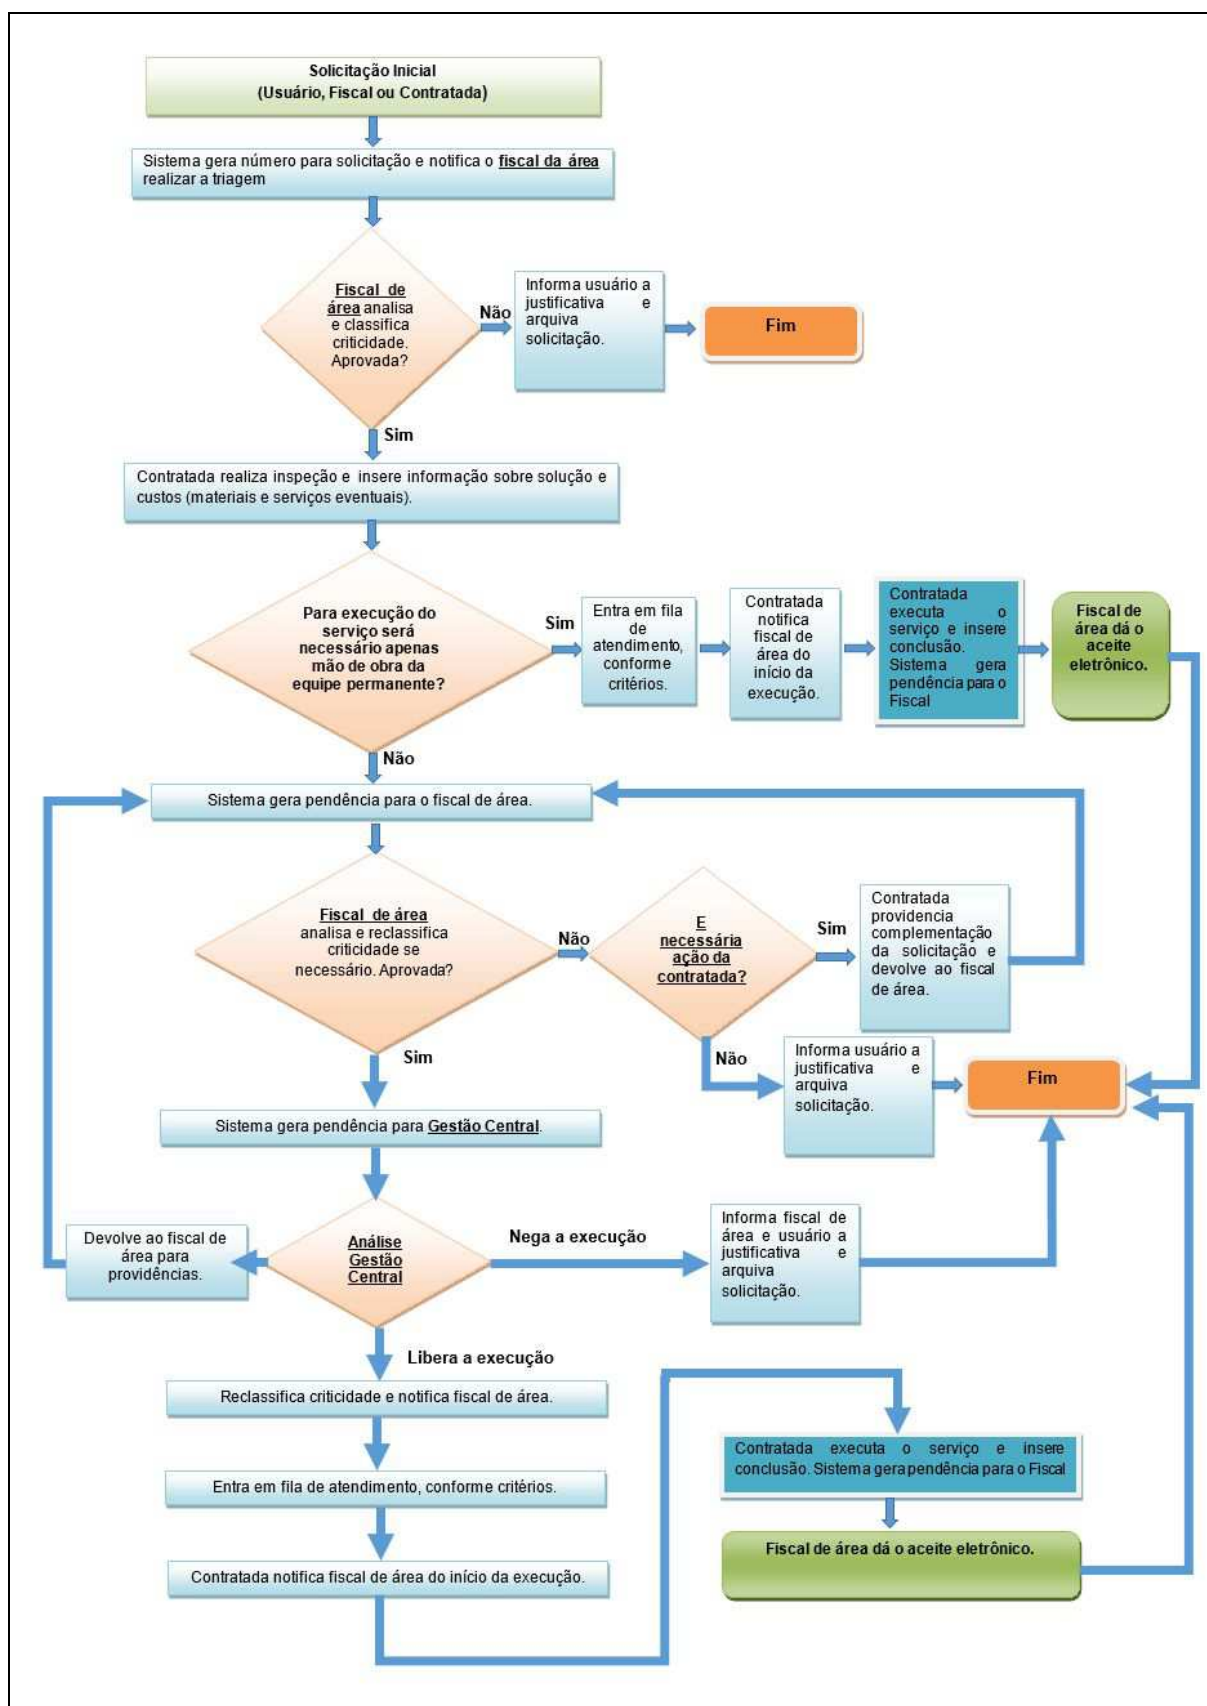 Solicitação Inicial
(Usuário, Fiscal ou Contratada)
Sistema gera número para solicitação e notifica o fiscal da área
realizar a triagem
Fiscal de
área analisa
e classifica
criticidade.
Aprovada?
Não
Informa usuário a
justificativa e
arquiva
solicitação.
Fim
Sim
Contratada realiza inspeção e insere informação sobre solução e
custos (materiais e serviços eventuais).
Para execução do
serviço será
necessário apenas
mão de obra da
equipe permanente?
Sim
Entra em fila
de
atendimento,
conforme
critérios.
Contratada
notifica
fiscal de
área do
início da
execução.
Contratada
executa o
serviço e insere
conclusão.
Sistema gera
pendência para o
Fiscal
Fiscal de
área dá o
aceite
eletrônico.
Não
Sistema gera pendência para o fiscal de área.
Fiscal de área
analisa e reclassifica
criticidade se
necessário. Aprovada?
Não
E
necessária
ação da
contratada?
Sim
Contratada
providencia
complementação
da solicitação e
devolve ao fiscal
de área.
Não
Informa usuário a
justificativa e
arquiva
solicitação.
Fim
Sim
Sistema gera pendência para Gestão Central.
Análise
Gestão
Central
Devolve ao fiscal de
área para
providências.
Nega a execução
Informa fiscal de
área e usuário a
justificativa e
arquiva
solicitação.
Libera a execução
Reclassifica criticidade e notifica fiscal de área.
Entra em fila de atendimento, conforme critérios.
Contratada notifica fiscal de área do início da execução.
Contratada executa o serviço e insere
conclusão. Sistema gera pendência para o Fiscal
Fiscal de área dá o aceite eletrônico.